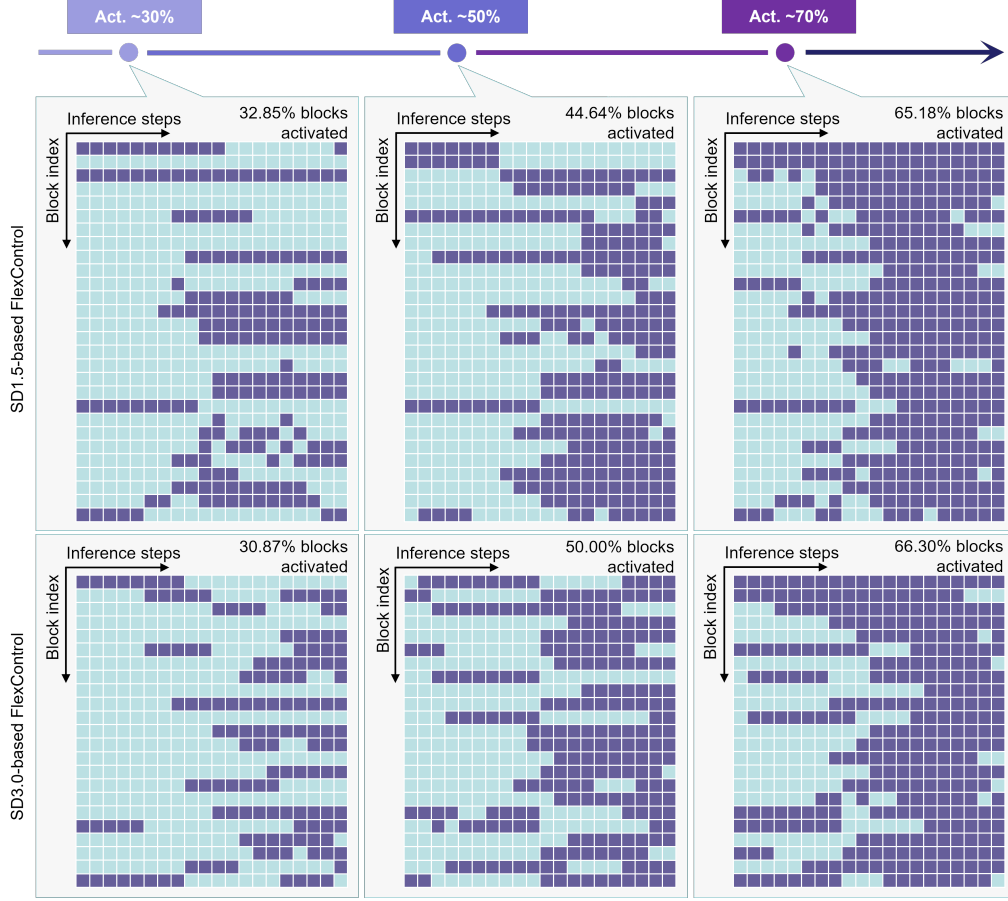 Act. ~30%
Act. ~50%
Act. ~70%
SD1.5-based FlexControl
Inference steps
Block index
32.85% blocks
activated
Inference steps
Block index
44.64% blocks
activated
Inference steps
Block index
65.18% blocks
activated
SD3.0-based FlexControl
Inference steps
Block index
30.87% blocks
activated
Inference steps
Block index
50.00% blocks
activated
Inference steps
Block index
66.30% blocks
activated